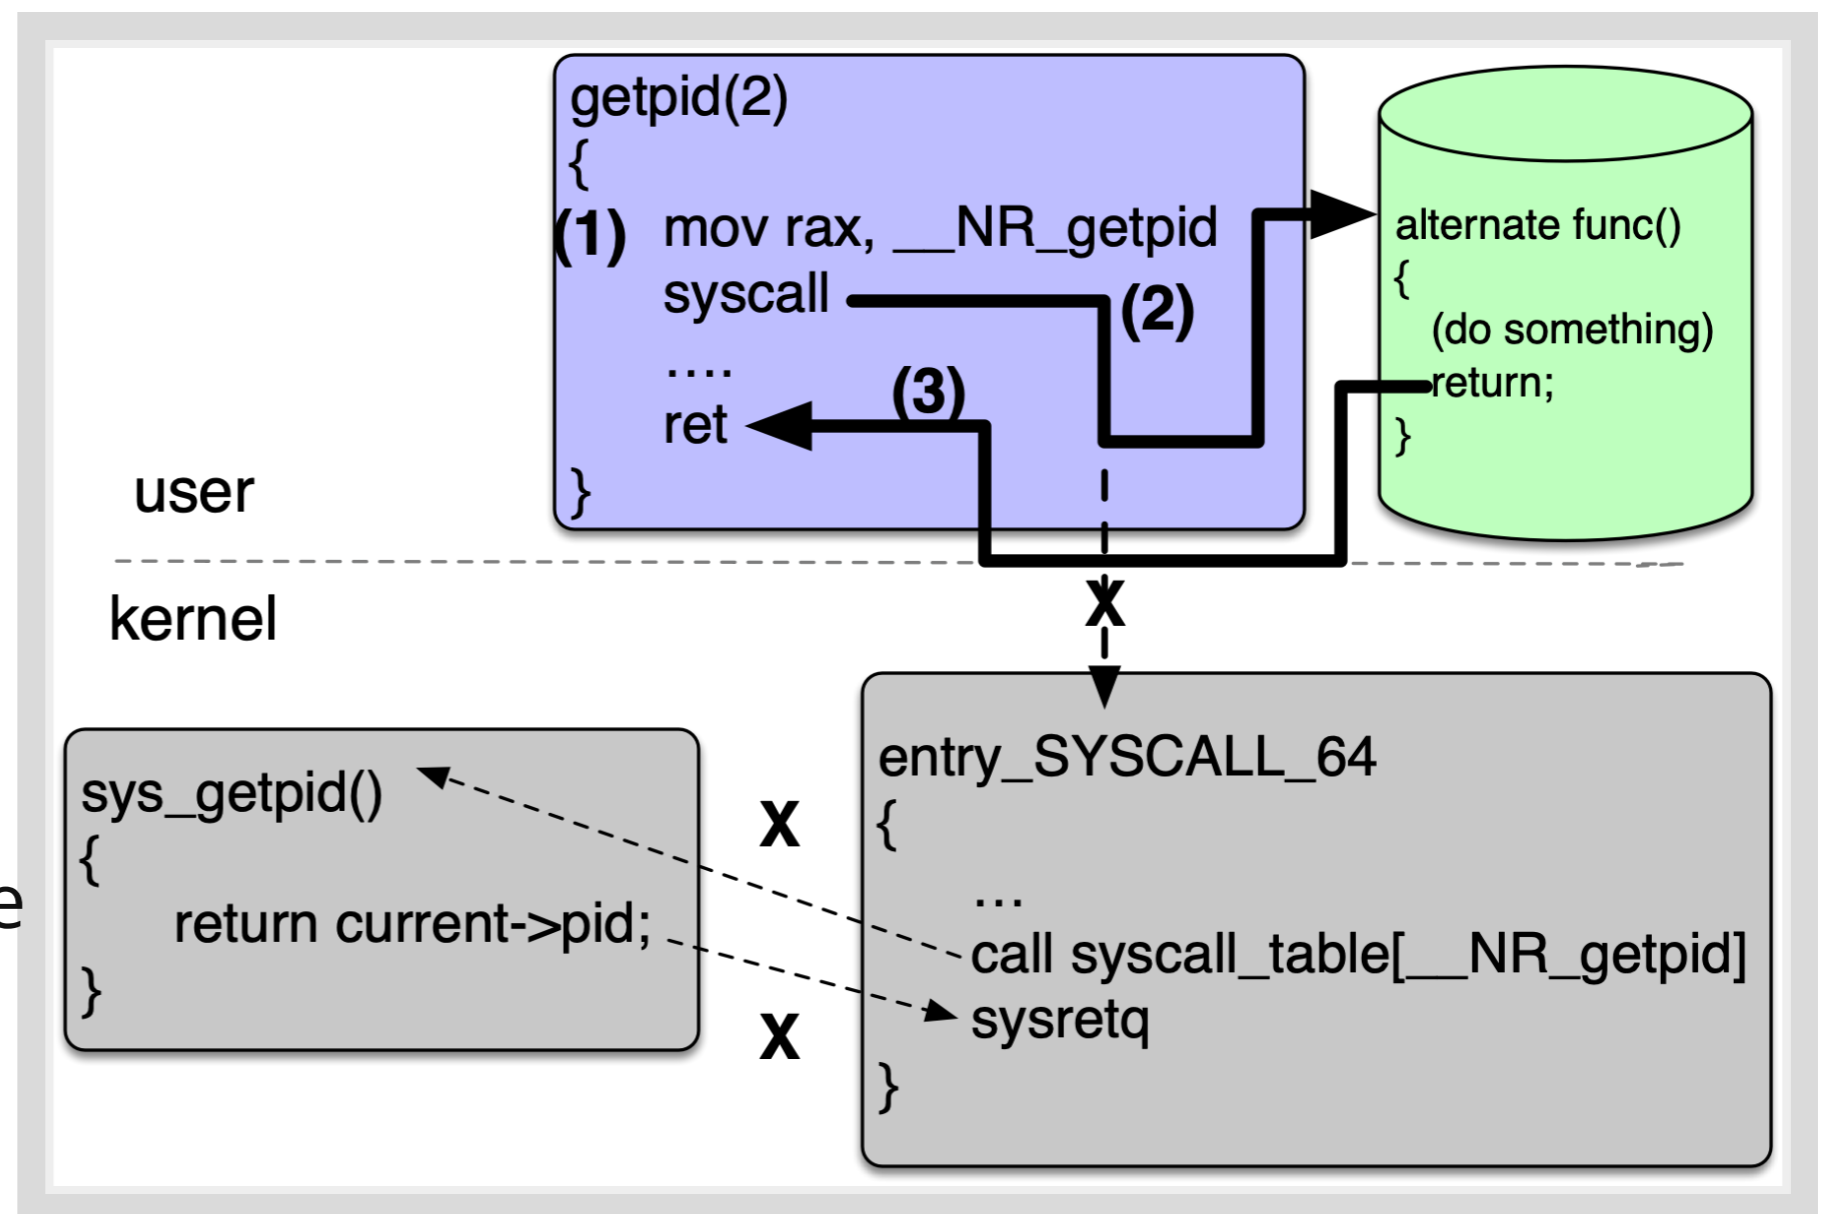 getpid(2)
{
(1) mov rax, __NR_getpid
syscall
(2)
....
(3)
ret
}
alternate func()
{
(do something)
return;
}
user
kernel
X
sys_getpid()
{
return current->pid;
}
X
X
entry_SYSCALL_64
{
...
call syscall_table[__NR_getpid]
sysretq
}
e